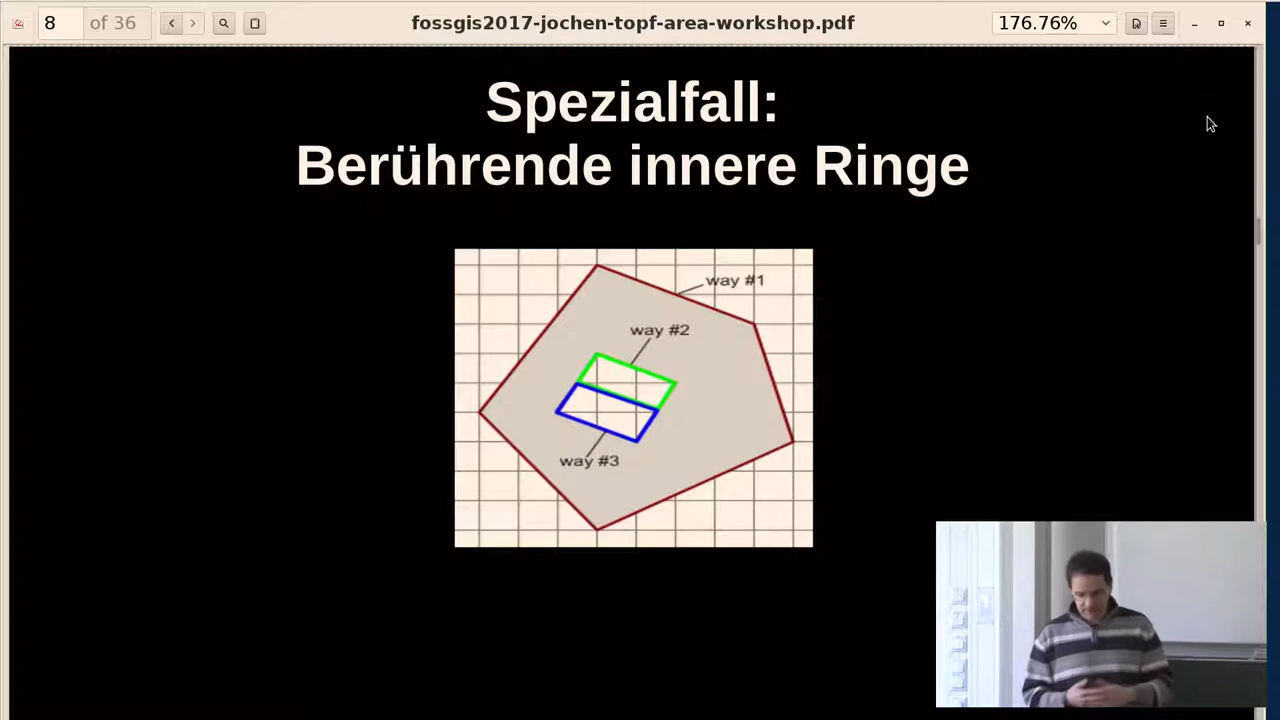 8 of 36
fossgis2017-jochen-topf-area-workshop.pdf
176.76%
Spezialfall:
Berührende innere Ringe
way #1
way #2
way #3